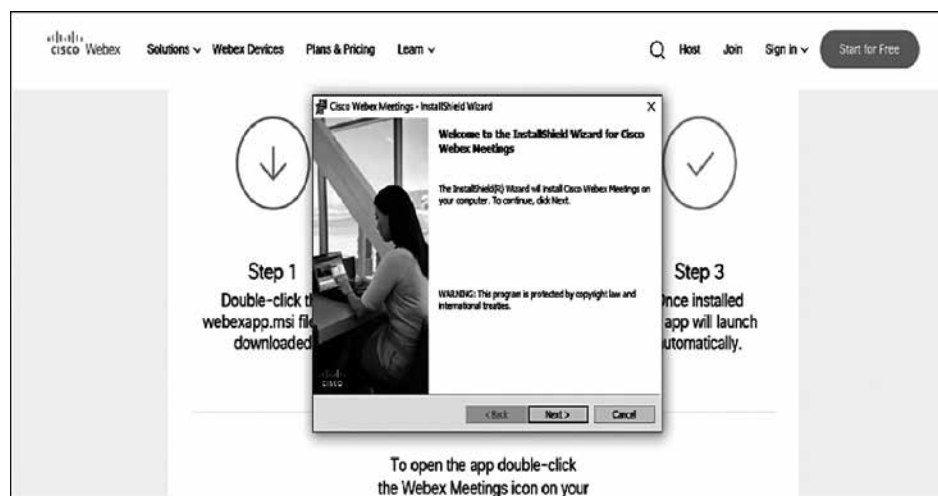 cisco Webex Solutions Webex Devices Plans & Pricing Learn Host Join Sign in Start for Free
Cisco Webex Meetings - InstallShield Wizard X
Welcome to the InstallShield Wizard for Cisco
Webex Meetings
The InstallShield(R) Wizard will install Cisco Webex Meetings on
your computer. To continue, click Next.
WARNING: This program is protected by copyright law and
international treaties.
CISCO
< Back Next > Cancel
Step 1
Double-click
webexapp.msi
downloaded
Step 3
installed
app will launch
To open the app double-click
the Webex Meetings icon on your